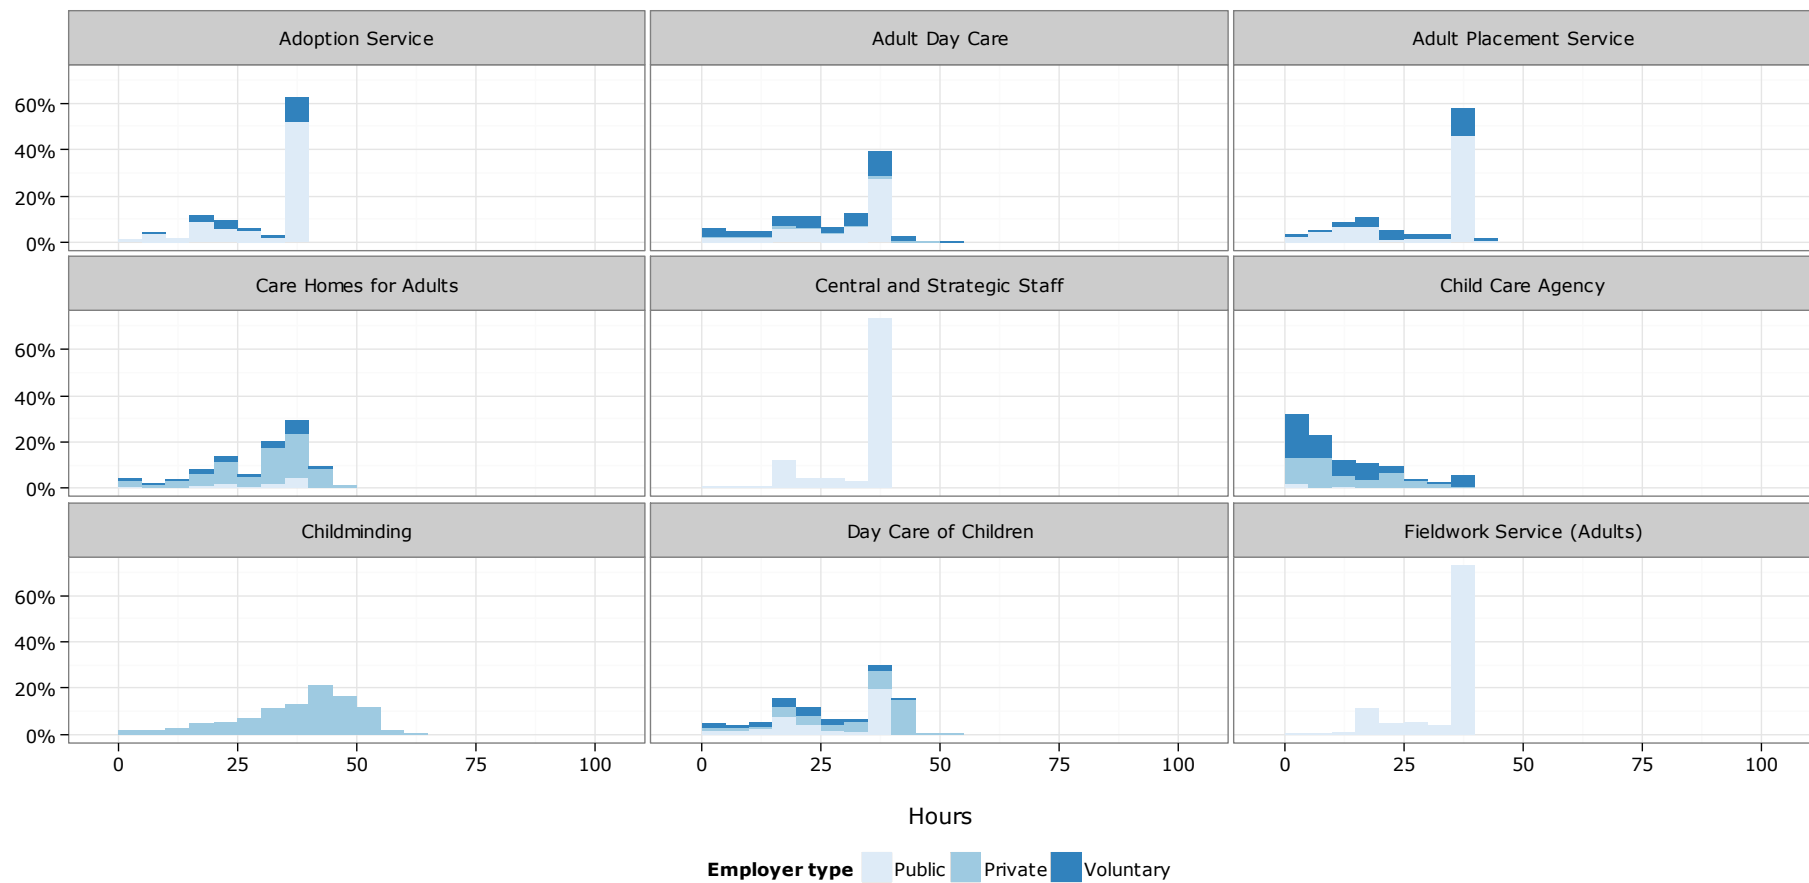 Adoption Service
Adult Day Care
Adult Placement Service
60%
40%
20%
0%
Care Homes for Adults
Central and Strategic Staff
Child Care Agency
60%
40%
20%
0%
Childminding
Day Care of Children
Fieldwork Service (Adults)
60%
40%
20%
0%
0 25 50 75 100
0 25 50 75 100
0 25 50 75 100
Hours
Employer type Public Private Voluntary